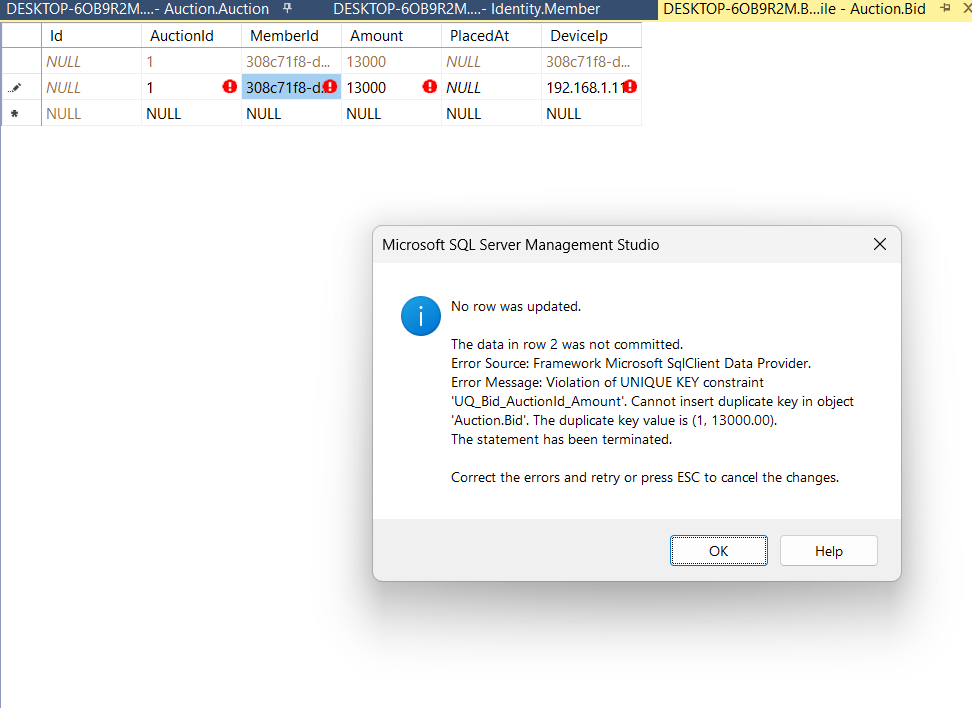 DESKTOP-6OB9R2M....- Auction.Auction DESKTOP-6OB9R2M....- Identity.Member DESKTOP-6OB9R2M.B...ile - Auction.Bid
Id AuctionId MemberId Amount PlacedAt DeviceIp
NULL 1 308c71f8-d... 13000 NULL 308c71f8-d...
NULL 1 308c71f8-d... 13000 NULL 192.168.1.11
NULL NULL NULL NULL NULL NULL
Microsoft SQL Server Management Studio
No row was updated.
The data in row 2 was not committed.
Error Source: Framework Microsoft SqlClient Data Provider.
Error Message: Violation of UNIQUE KEY constraint
'UQ_Bid_AuctionId_Amount'. Cannot insert duplicate key in object
'Auction.Bid'. The duplicate key value is (1, 13000.00).
The statement has been terminated.
Correct the errors and retry or press ESC to cancel the changes.
OK Help